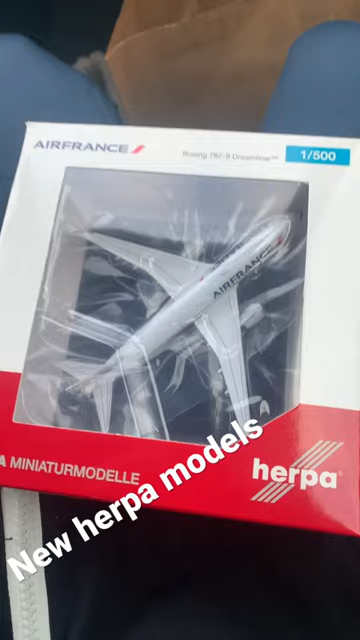 AIRFRANCE
Boeing 787-9 Dreamliner™
1/500
AIRFRANCE
A MINIATURMODELLE
herpa®
New herpa models